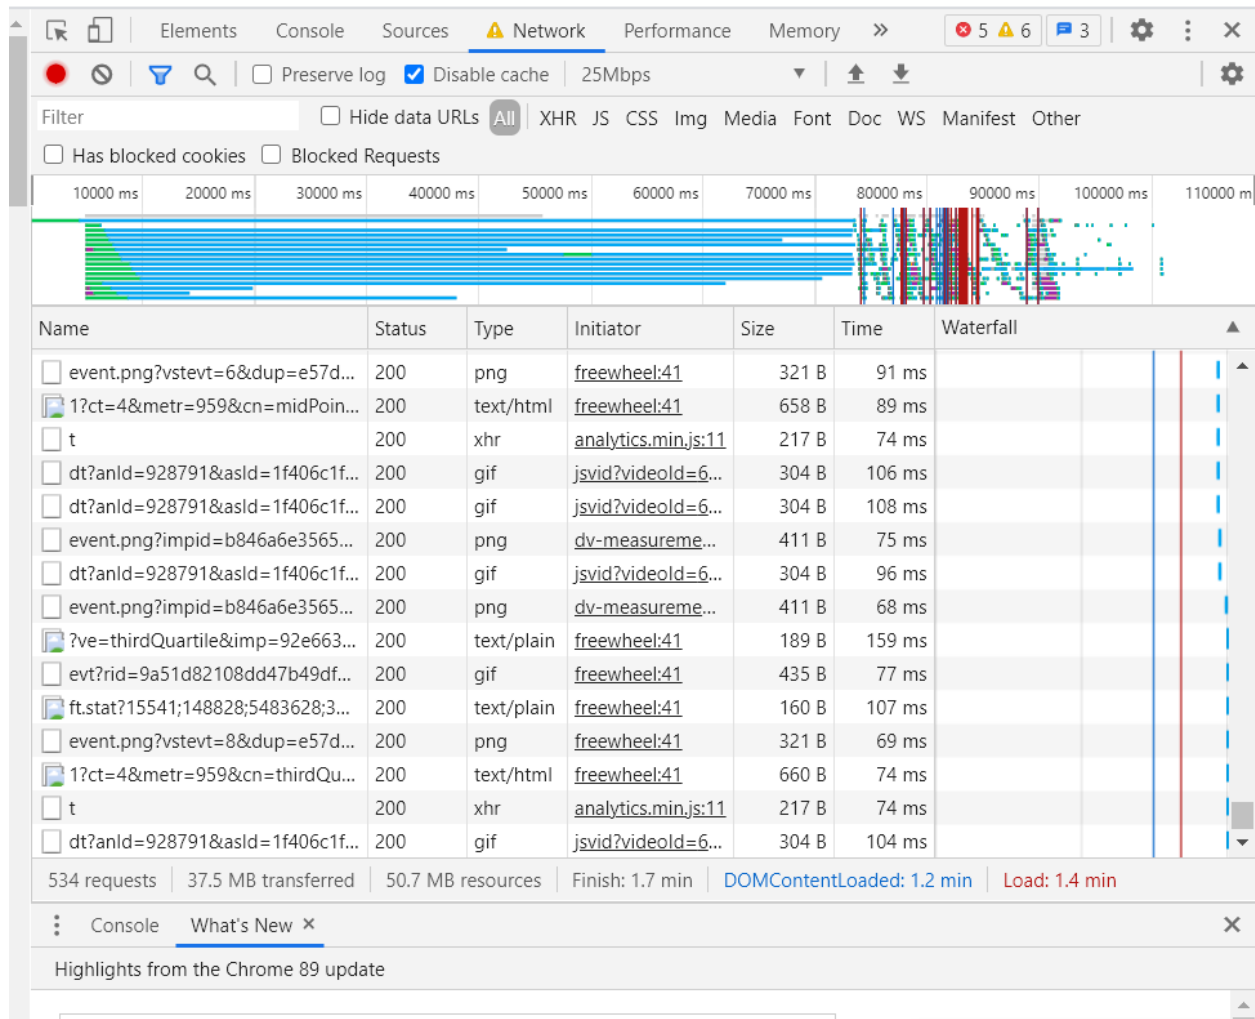 Elements Console Sources Network Performance Memory 5 6 3
Preserve log Disable cache 25Mbps
Filter Hide data URLs All XHR JS CSS Img Media Font Doc WS Manifest Other
Has blocked cookies Blocked Requests
10000 ms 20000 ms 30000 ms 40000 ms 50000 ms 60000 ms 70000 ms 80000 ms 90000 ms 100000 ms 110000 m
Name Status Type Initiator Size Time Waterfall
event.png?vstevt=6&dup=e57d... 200 png freewheel:41 321 B 91 ms
1?ct=4&metr=959&cn=midPoin... 200 text/html freewheel:41 658 B 89 ms
t 200 xhr analytics.min.js:11 217 B 74 ms
dt?anId=928791&asId=1f406c1f... 200 gif jsvid?videoId=6... 304 B 106 ms
dt?anId=928791&asId=1f406c1f... 200 gif jsvid?videoId=6... 304 B 108 ms
event.png?impid=b846a6e3565... 200 png dv-measureme... 411 B 75 ms
dt?anId=928791&asId=1f406c1f... 200 gif jsvid?videoId=6... 304 B 96 ms
event.png?impid=b846a6e3565... 200 png dv-measureme... 411 B 68 ms
?ve=thirdQuartile&imp=92e663... 200 text/plain freewheel:41 189 B 159 ms
evt?rid=9a51d82108dd47b49df... 200 gif freewheel:41 435 B 77 ms
ft.stat?15541;148828;5483628;3... 200 text/plain freewheel:41 160 B 107 ms
event.png?vstevt=8&dup=e57d... 200 png freewheel:41 321 B 69 ms
1?ct=4&metr=959&cn=thirdQu... 200 text/html freewheel:41 660 B 74 ms
t 200 xhr analytics.min.js:11 217 B 74 ms
dt?anId=928791&asId=1f406c1f... 200 gif jsvid?videoId=6... 304 B 104 ms
534 requests 37.5 MB transferred 50.7 MB resources Finish: 1.7 min DOMContentLoaded: 1.2 min Load: 1.4 min
Console What's New
Highlights from the Chrome 89 update